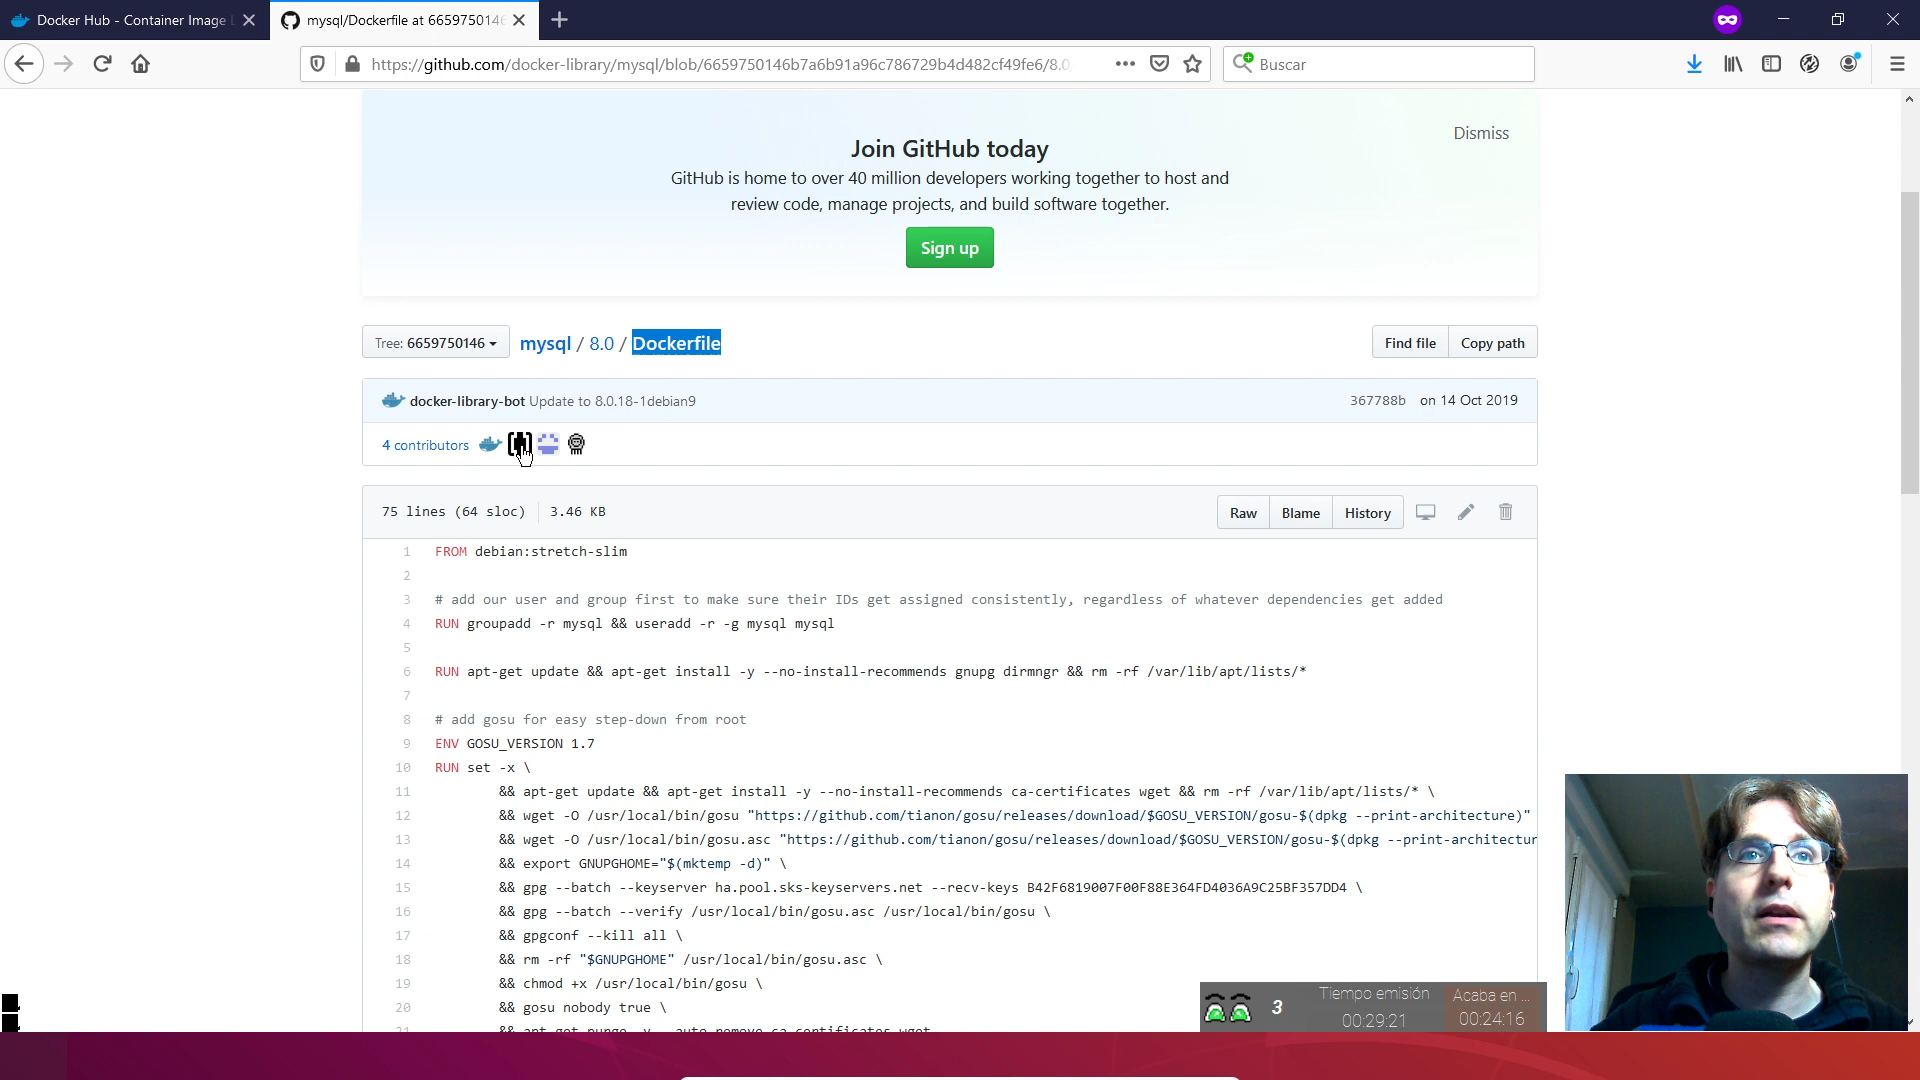 Docker Hub - Container Image L
mysql/Dockerfile at 6659750146
https://github.com/docker-library/mysql/blob/6659750146b7a6b91a96c786729b4d482cf49fe6/8.0
Buscar
Join GitHub today
Dismiss
GitHub is home to over 40 million developers working together to host and
review code, manage projects, and build software together.
Sign up
Tree: 6659750146
mysql / 8.0 / Dockerfile
Find file
Copy path
docker-library-bot Update to 8.0.18-1debian9
367788b on 14 Oct 2019
4 contributors
75 lines (64 sloc)
3.46 KB
Raw
Blame
History
1 FROM debian:stretch-slim
2
3 # add our user and group first to make sure their IDs get assigned consistently, regardless of whatever dependencies get added
4 RUN groupadd -r mysql && useradd -r -g mysql mysql
5
6 RUN apt-get update && apt-get install -y --no-install-recommends gnupg dirmngr && rm -rf /var/lib/apt/lists/*
7
8 # add gosu for easy step-down from root
9 ENV GOSU_VERSION 1.7
10 RUN set -x \
11 && apt-get update && apt-get install -y --no-install-recommends ca-certificates wget && rm -rf /var/lib/apt/lists/* \
12 && wget -O /usr/local/bin/gosu "https://github.com/tianon/gosu/releases/download/$GOSU_VERSION/gosu-$(dpkg --print-architecture)"
13 && wget -O /usr/local/bin/gosu.asc "https://github.com/tianon/gosu/releases/download/$GOSU_VERSION/gosu-$(dpkg --print-architectur
14 && export GNUPGHOME="$(mktemp -d)" \
15 && gpg --batch --keyserver ha.pool.sks-keyservers.net --recv-keys B42F6819007F00F88E364FD4036A9C25BF357DD4 \
16 && gpg --batch --verify /usr/local/bin/gosu.asc /usr/local/bin/gosu \
17 && gpgconf --kill all \
18 && rm -rf "$GNUPGHOME" /usr/local/bin/gosu.asc \
19 && chmod +x /usr/local/bin/gosu \
20 && gosu nobody true \
21 && apt-get purge -y --auto-remove ca-certificates wget
3
Tiempo emisión
00:29:21
Acaba en ...
00:24:16